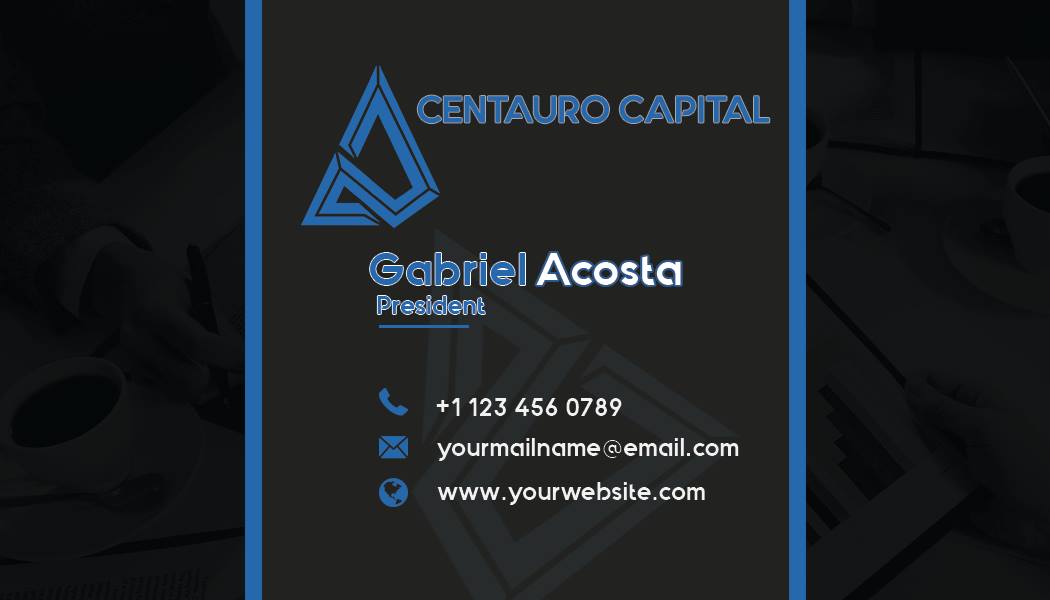 CENTAURO CAPITAL
Gabriel Acosta
President
+1 123 456 0789
yourmailname@email.com
www.yourwebsite.com